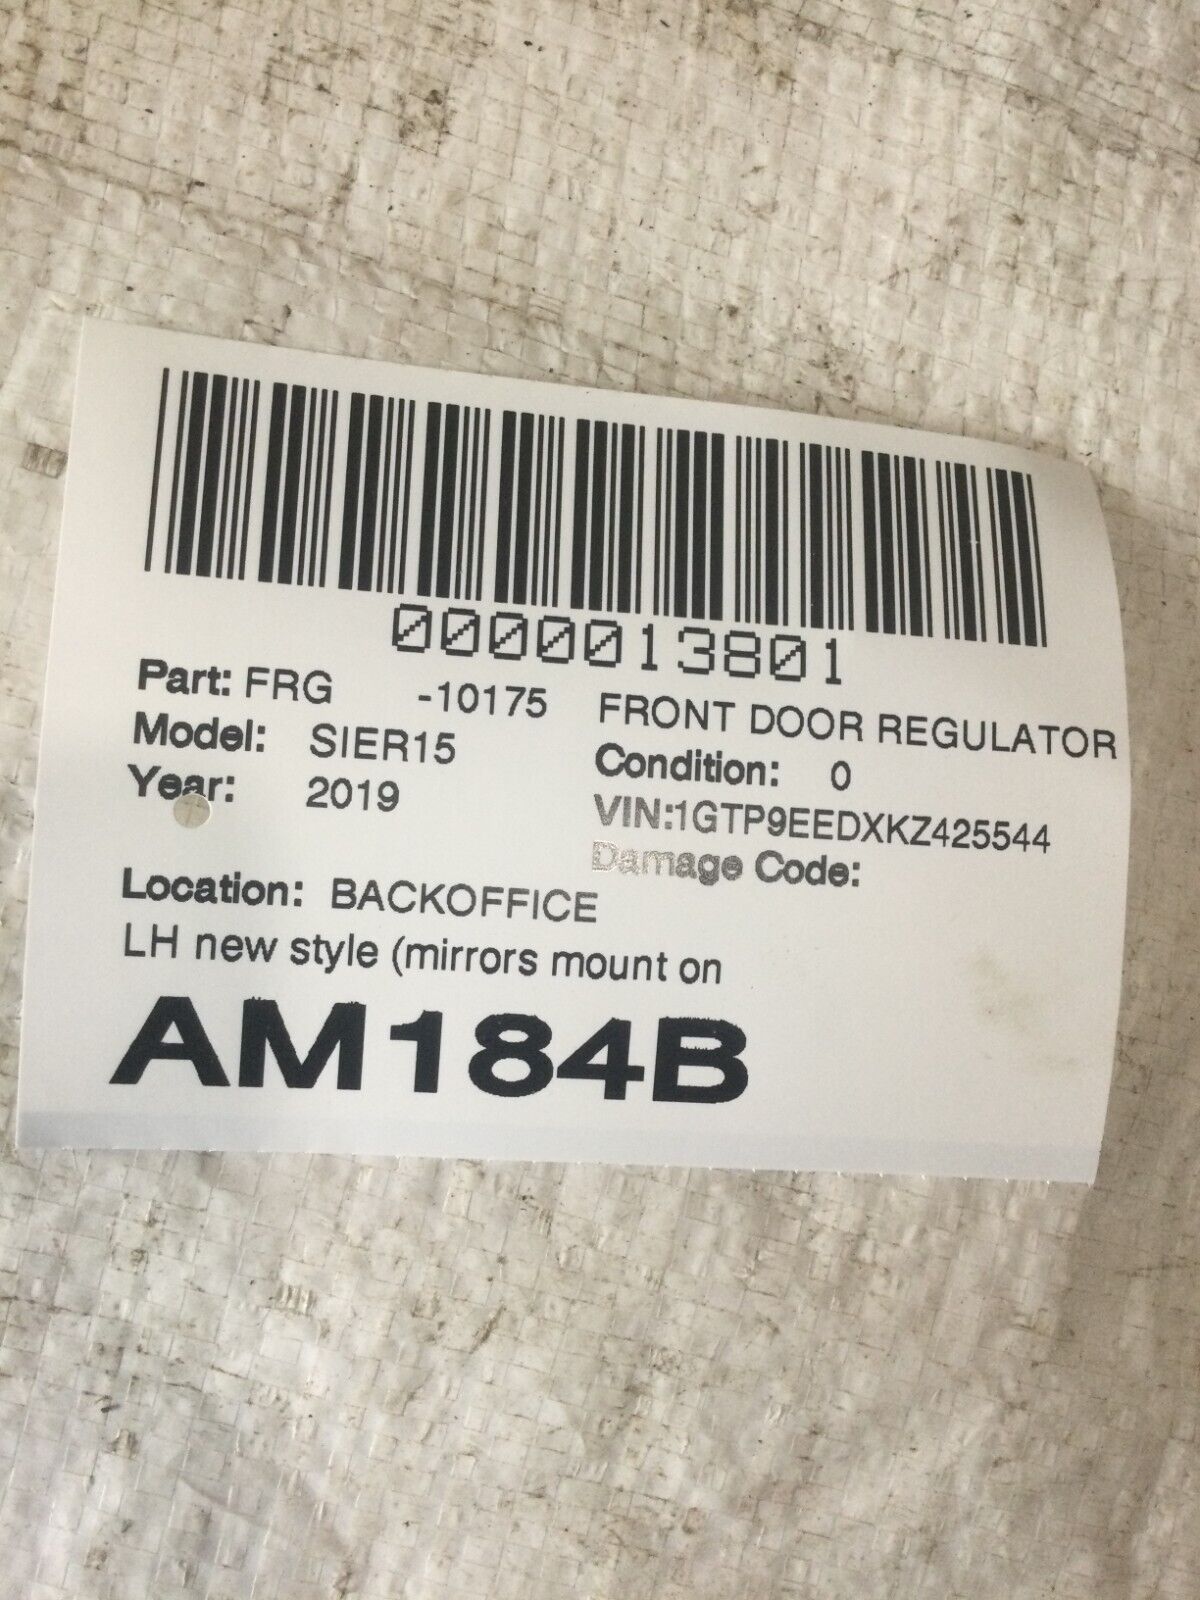 0000013801
Part: FRG -10175 FRONT DOOR REGULATOR
Model: SIER15 Condition: 0
Year: 2019 VIN:1GTP9EEDXKZ425544
Damage Code:
Location: BACKOFFICE
LH new style (mirrors mount on
AM184B